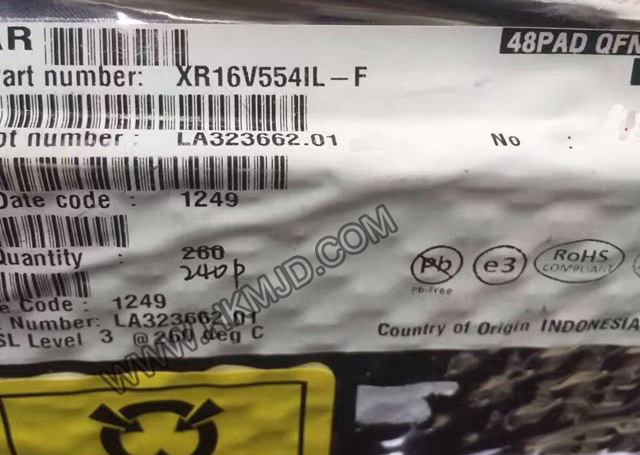 AR
48PAD QFN
art number: XR16V554IL-F
ot number : LA323662.01 No :
Date code : 1249
Quantity : 260
240p
e Code : 1249
t Number: LA323662.01
SL Level 3 @ 260 deg C
Pb
Pb-Free
e3
RoHS
COMPLIANT
Country of Origin INDONESIA
WWW.HKMJD.COM